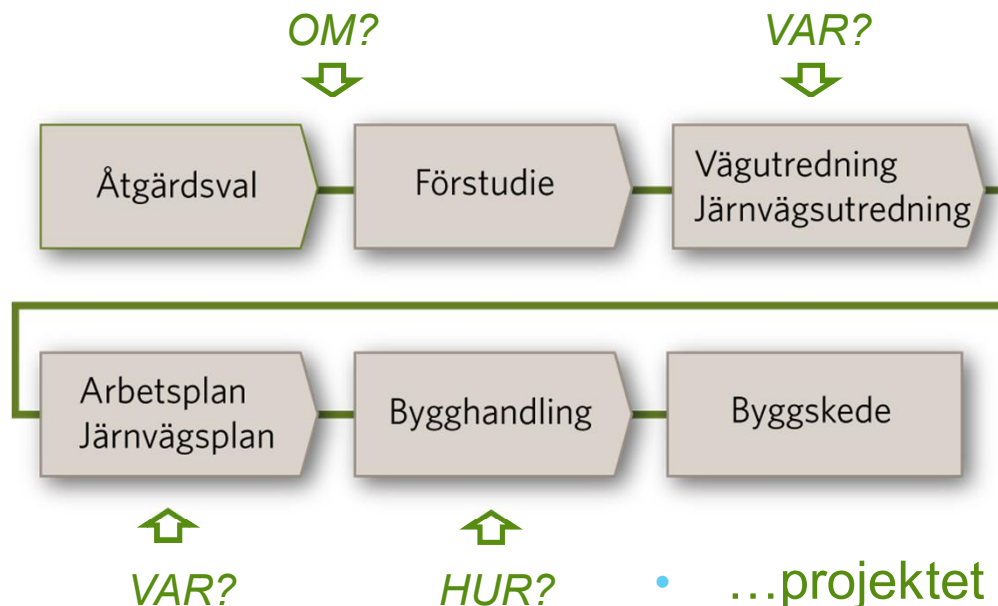 OM?
VAR?
Åtgärdsval
Förstudie
Vägutredning
Järnvägsutredning
Arbetsplan
Järnvägsplan
Bygghandling
Byggskede
VAR?
HUR?
• …projektet